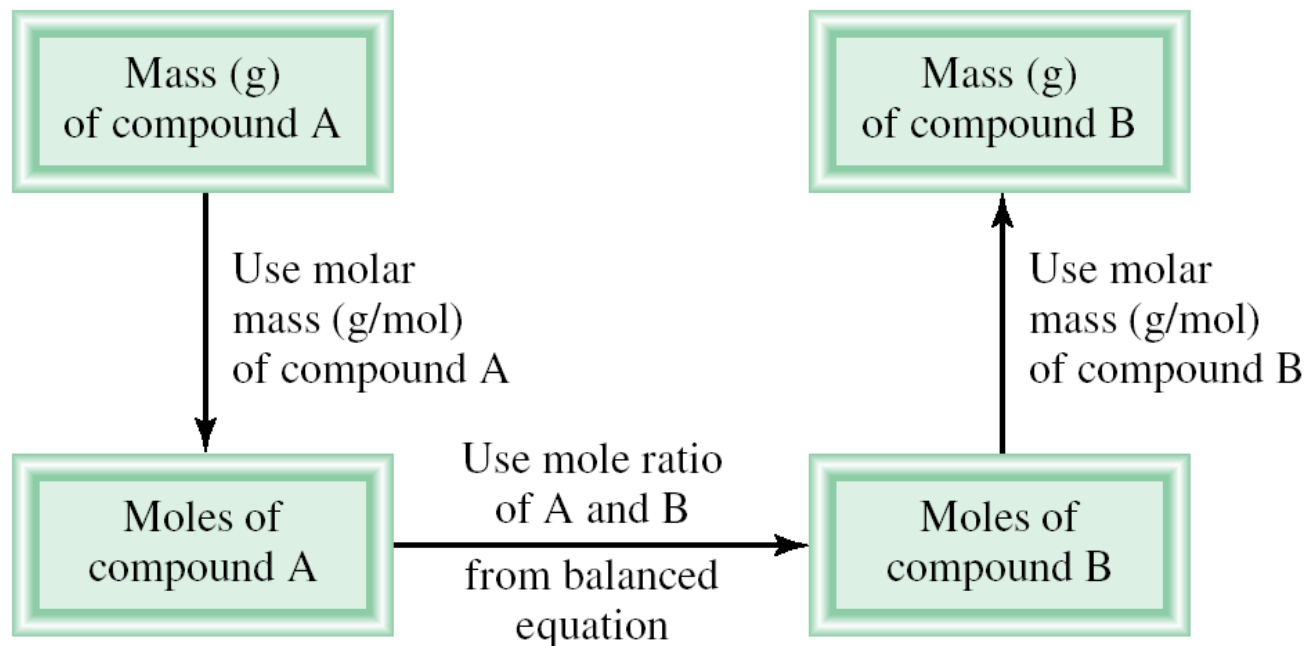 Mass (g)
of compound A
Mass (g)
of compound B
Use molar
mass (g/mol)
of compound A
Use molar
mass (g/mol)
of compound B
Moles of
compound A
Use mole ratio
of A and B
from balanced
equation
Moles of
compound B